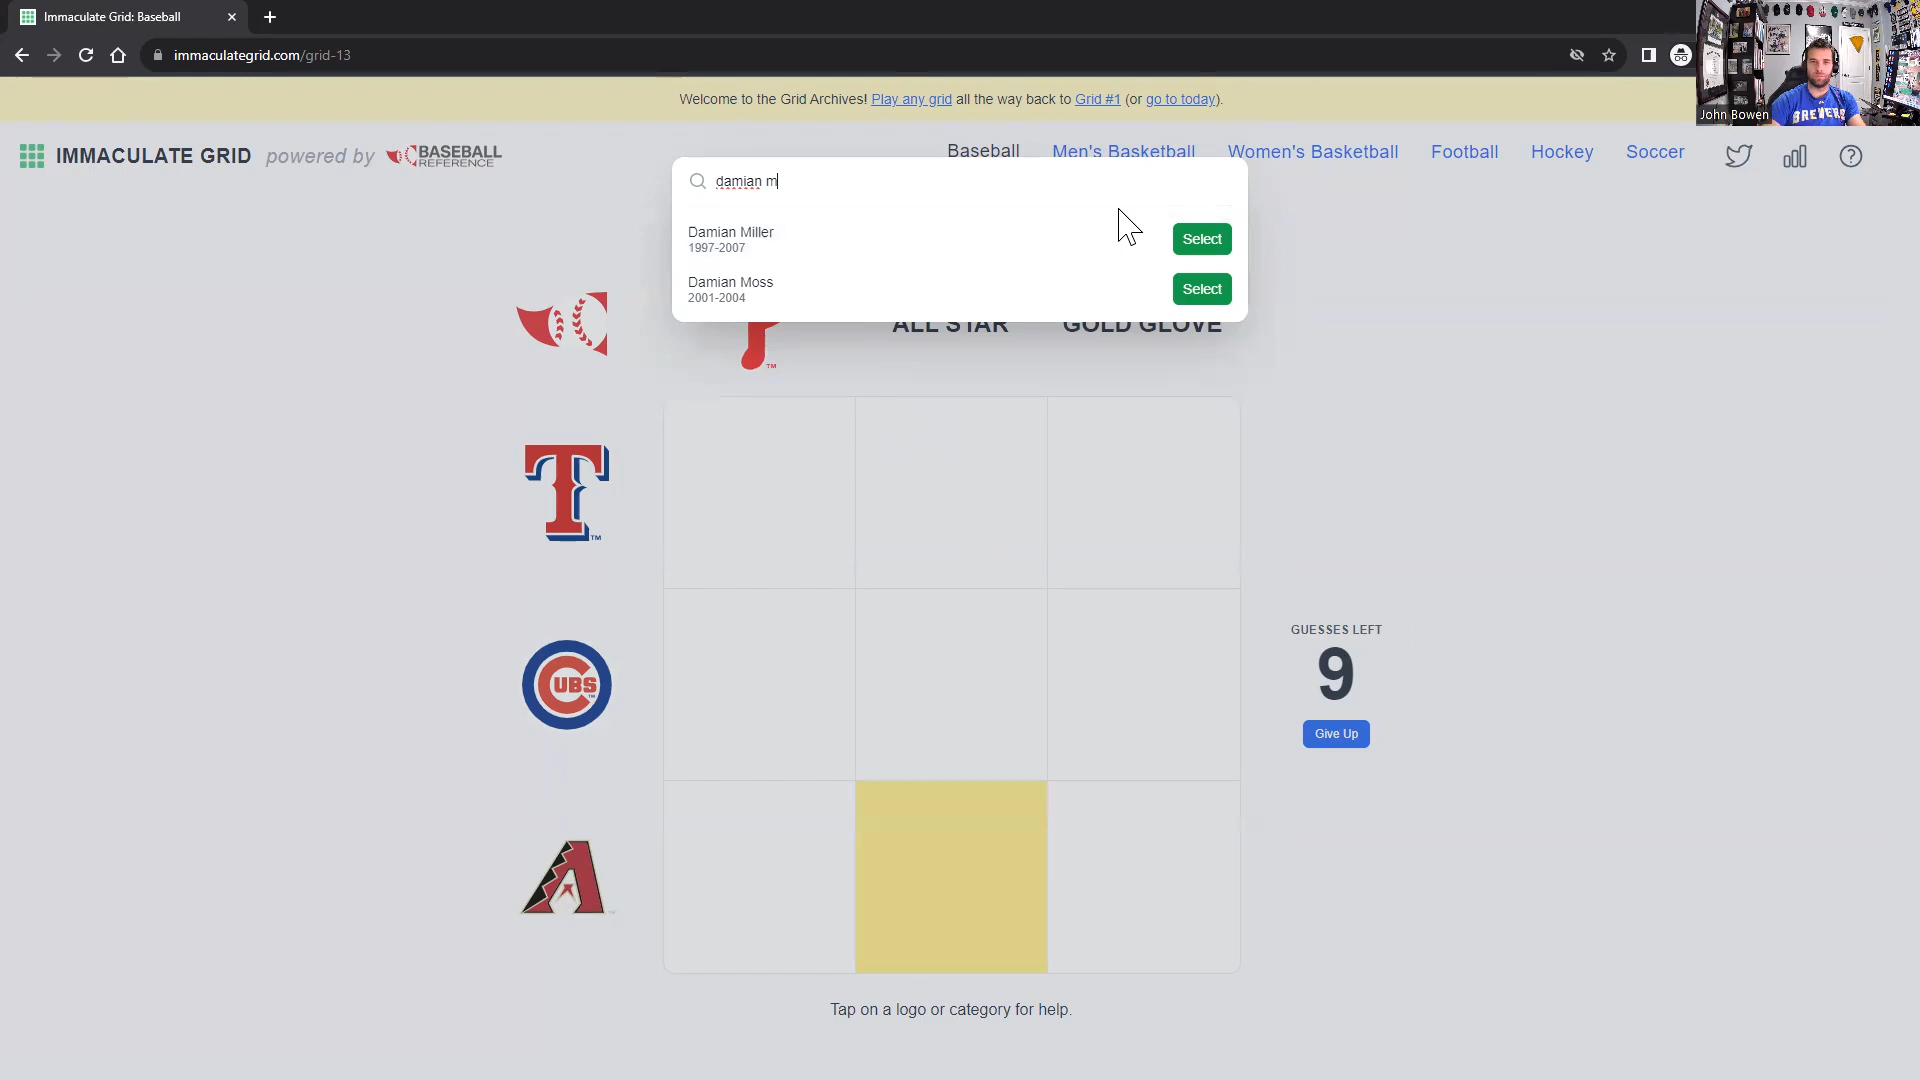 Immaculate Grid: Baseball
immaculategrid.com/grid-13
Welcome to the Grid Archives! Play any grid all the way back to Grid #1 (or go to today).
John Bowen
BREWERS
IMMACULATE GRID powered by BASEBALL REFERENCE
Baseball Men's Basketball Women's Basketball Football Hockey Soccer
damian m
Damian Miller
1997-2007
Select
Damian Moss
2001-2004
Select
ALL STAR GOLD GLOVE
TM
T
TM
GUESSES LEFT
9
Give Up
CUBS
A
Tap on a logo or category for help.